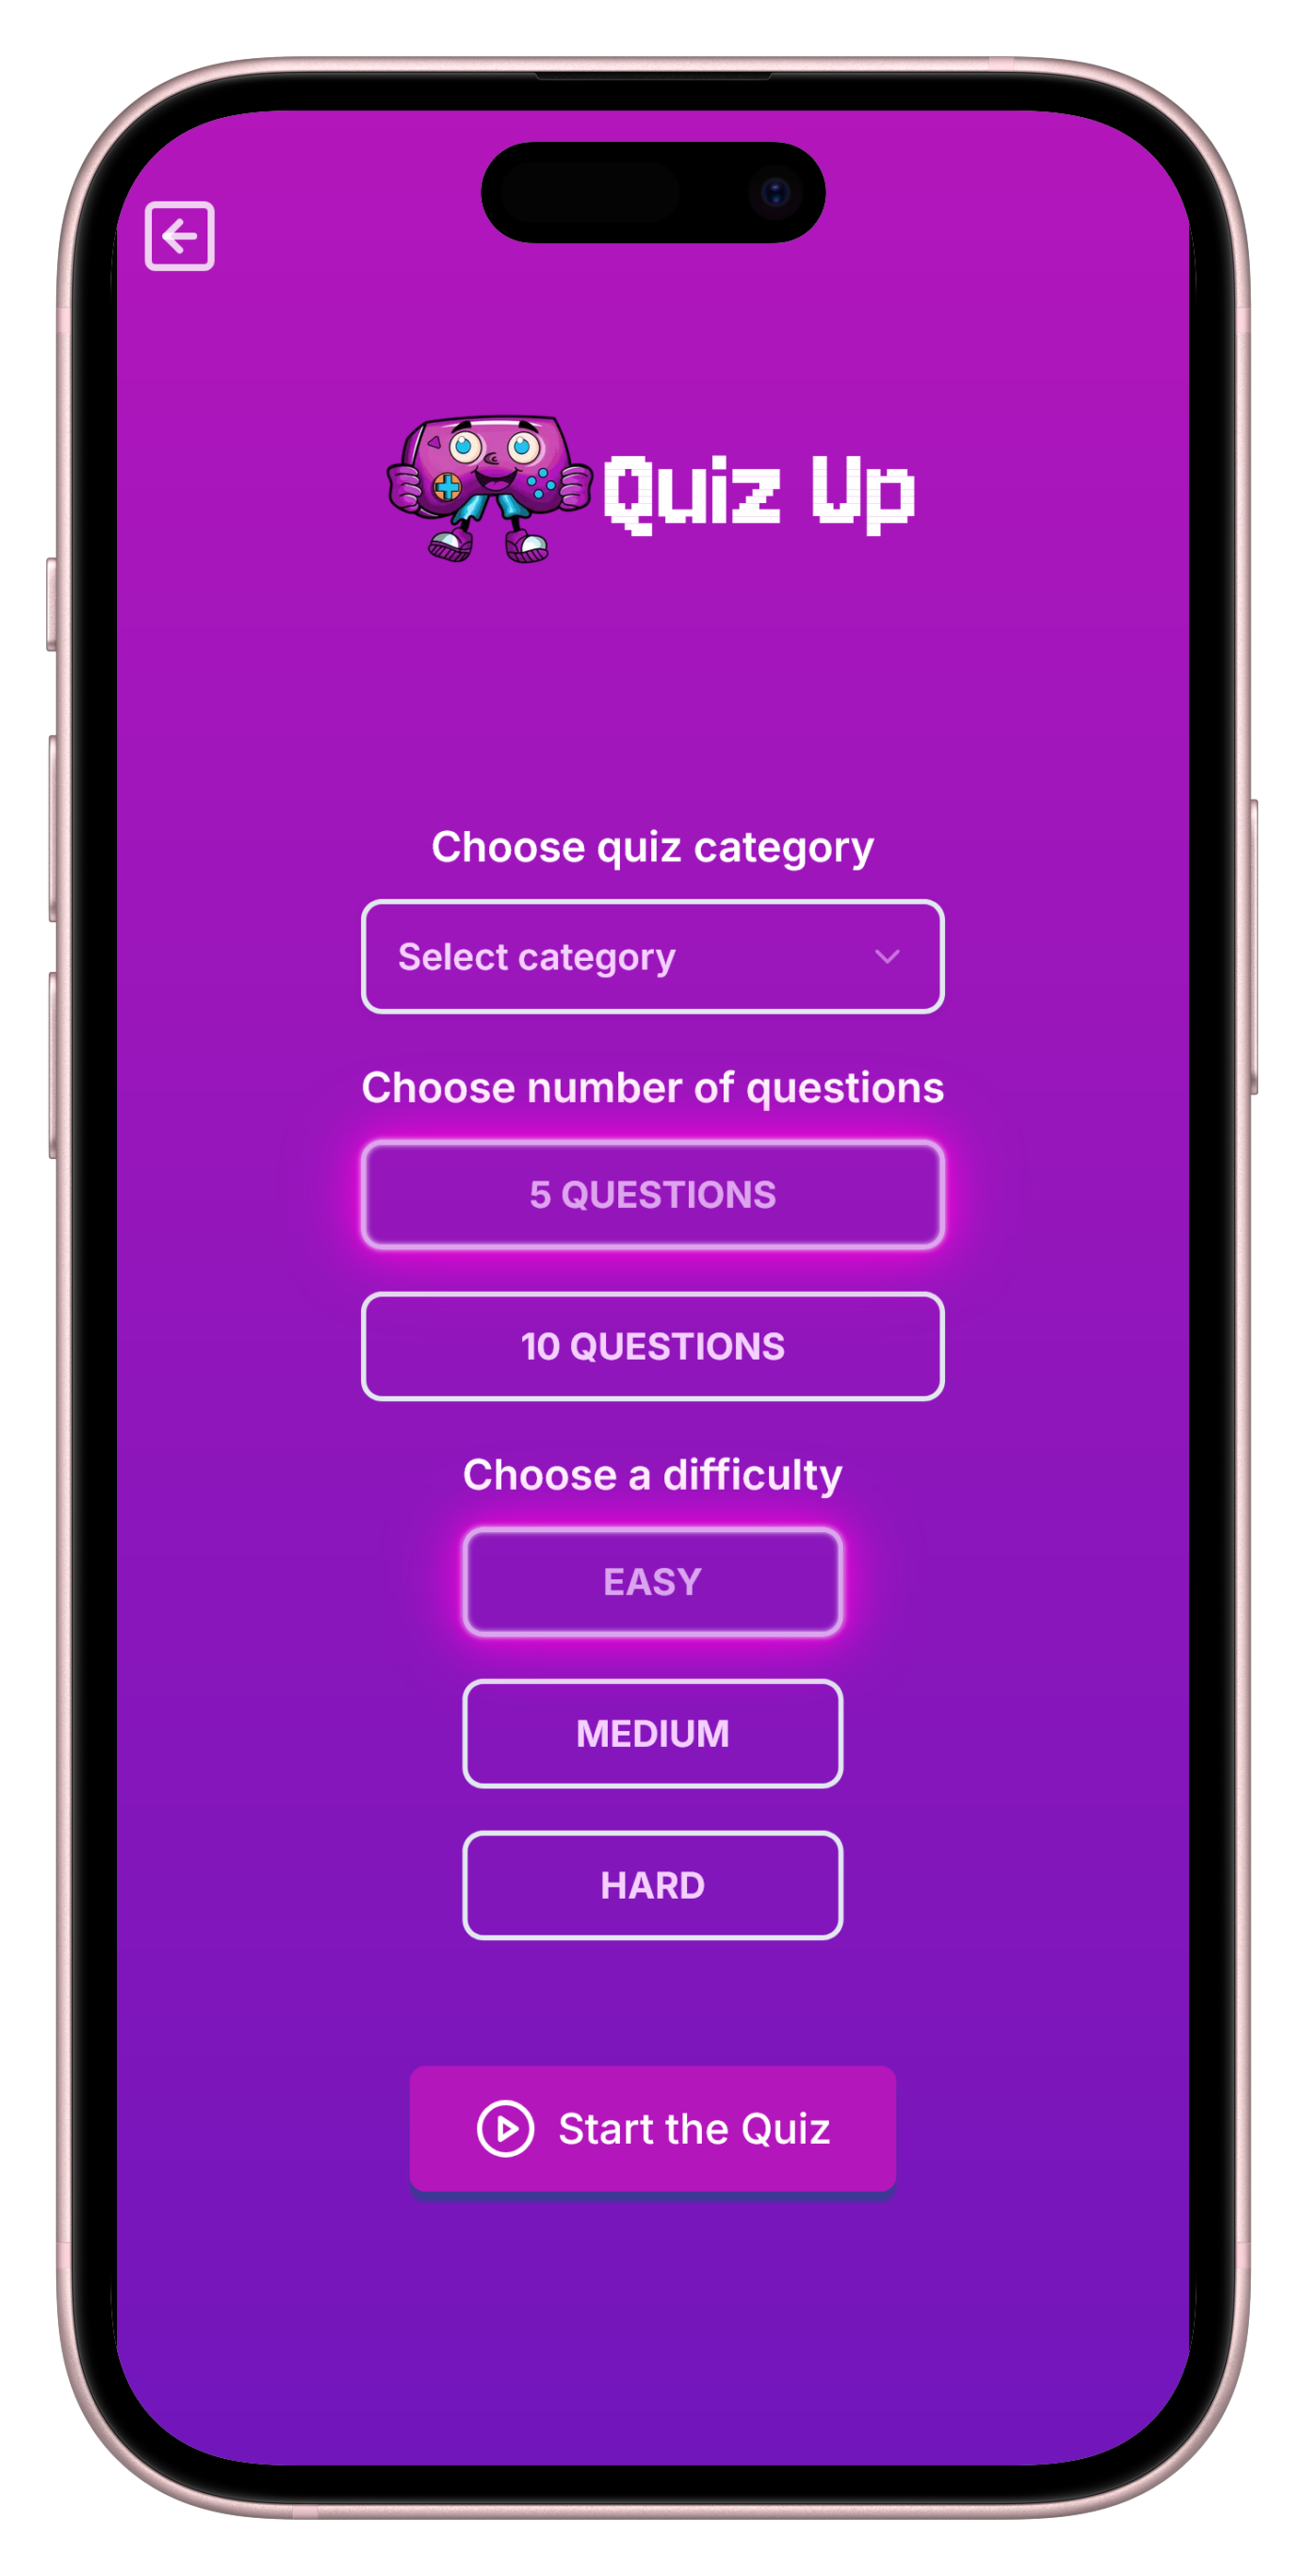 Quiz Up
Choose quiz category
Select category
Choose number of questions
5 QUESTIONS
10 QUESTIONS
Choose a difficulty
EASY
MEDIUM
HARD
Start the Quiz